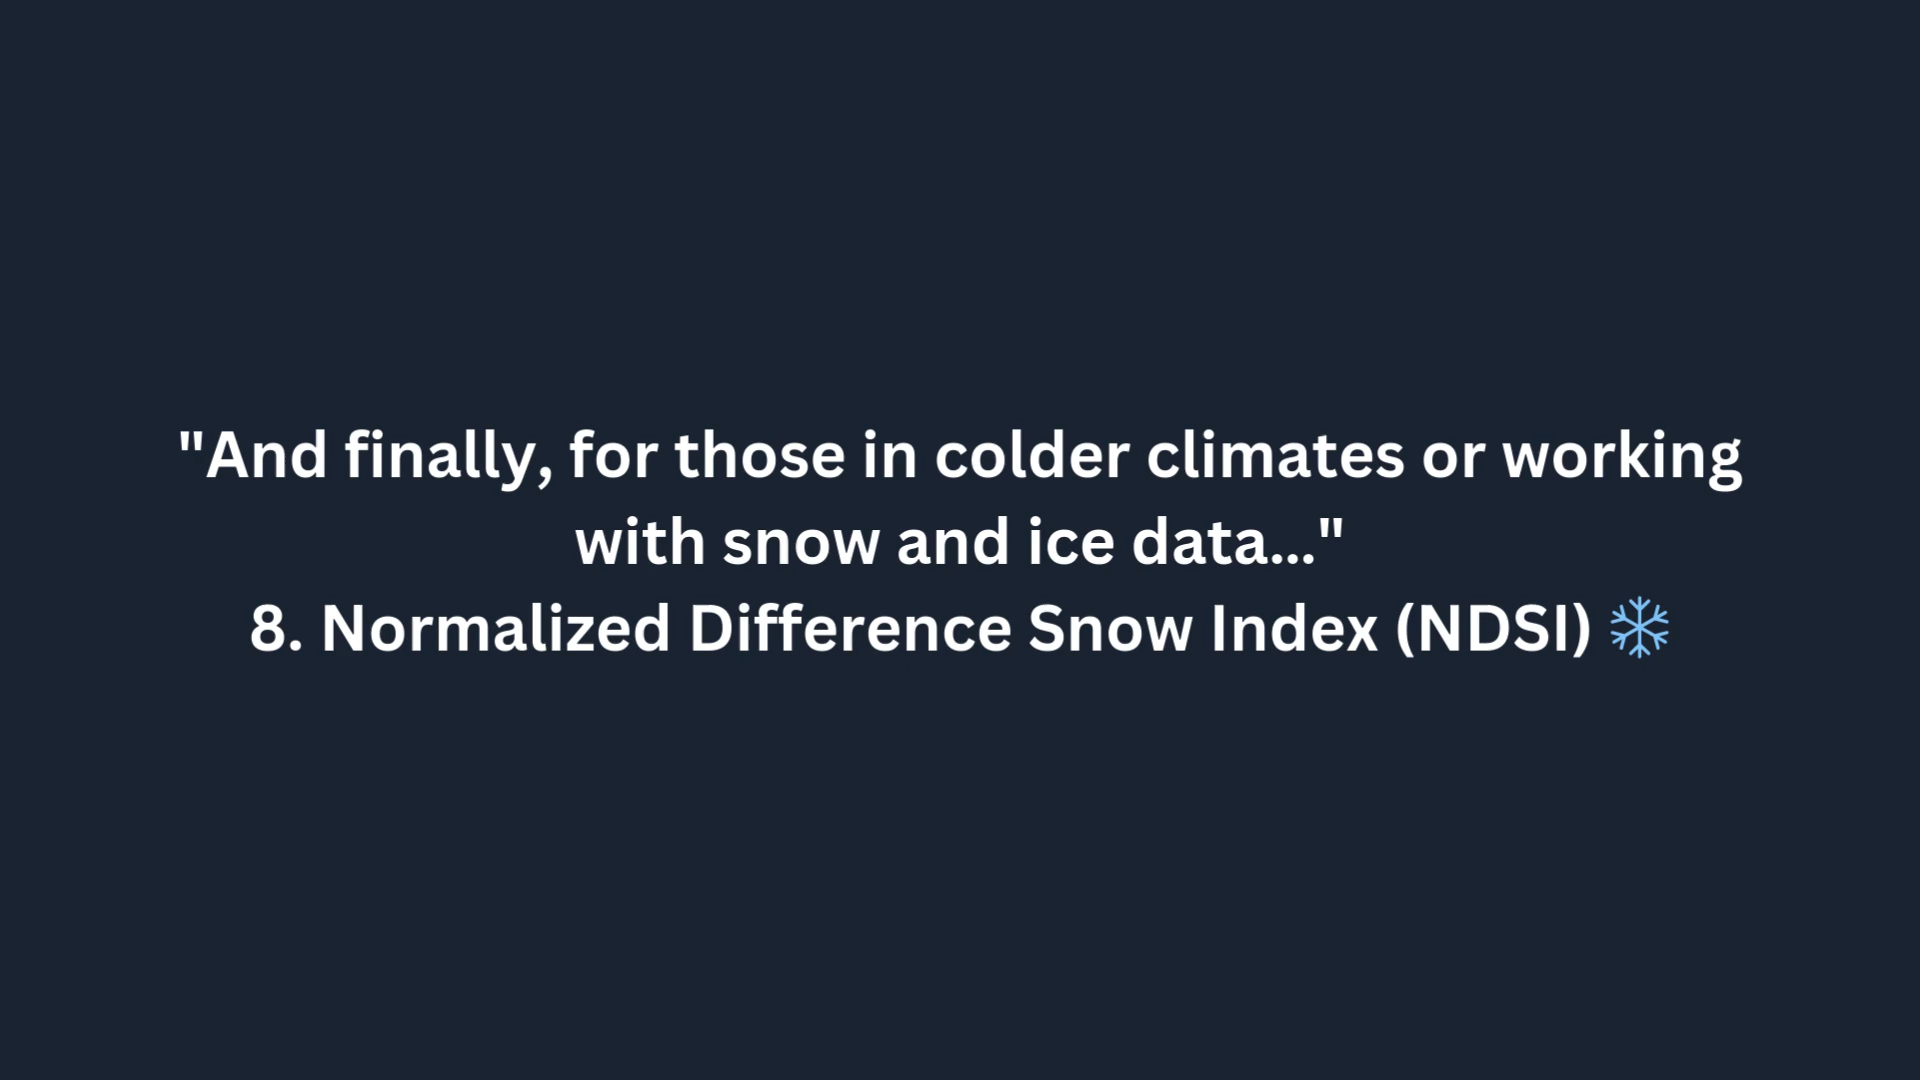 "And finally, for those in colder climates or working
with snow and ice data..."
8. Normalized Difference Snow Index (NDSI) ❄️